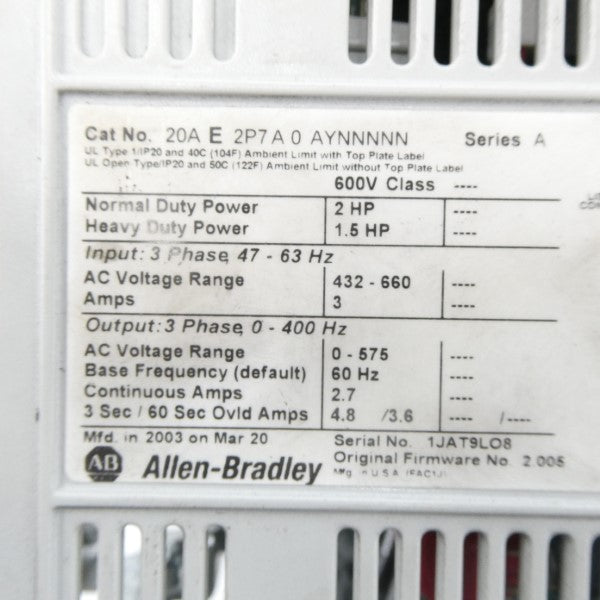 Cat No. 20A E 2P7 A 0 AYNNNNN Series A
UL Type 1/IP20 and 40C (104F) Ambient Limit with Top Plate Label
UL Open Type/IP20 and 50C (122F) Ambient Limit without Top Plate Label
600V Class ----
Normal Duty Power 2 HP ----
Heavy Duty Power 1.5 HP ----
Input: 3 Phase, 47 - 63 Hz
AC Voltage Range 432 - 660 ----
Amps 3 ----
Output: 3 Phase, 0 - 400 Hz
AC Voltage Range 0 - 575 ----
Base Frequency (default) 60 Hz ----
Continuous Amps 2.7 ----
3 Sec / 60 Sec Ovld Amps 4.8 /3.6 ---- /----
Mfd. in 2003 on Mar 20 Serial No. 1JAT9LO8
AB Allen-Bradley Original Firmware No. 2.005
Mfg. in U.S.A. (FAC1J)